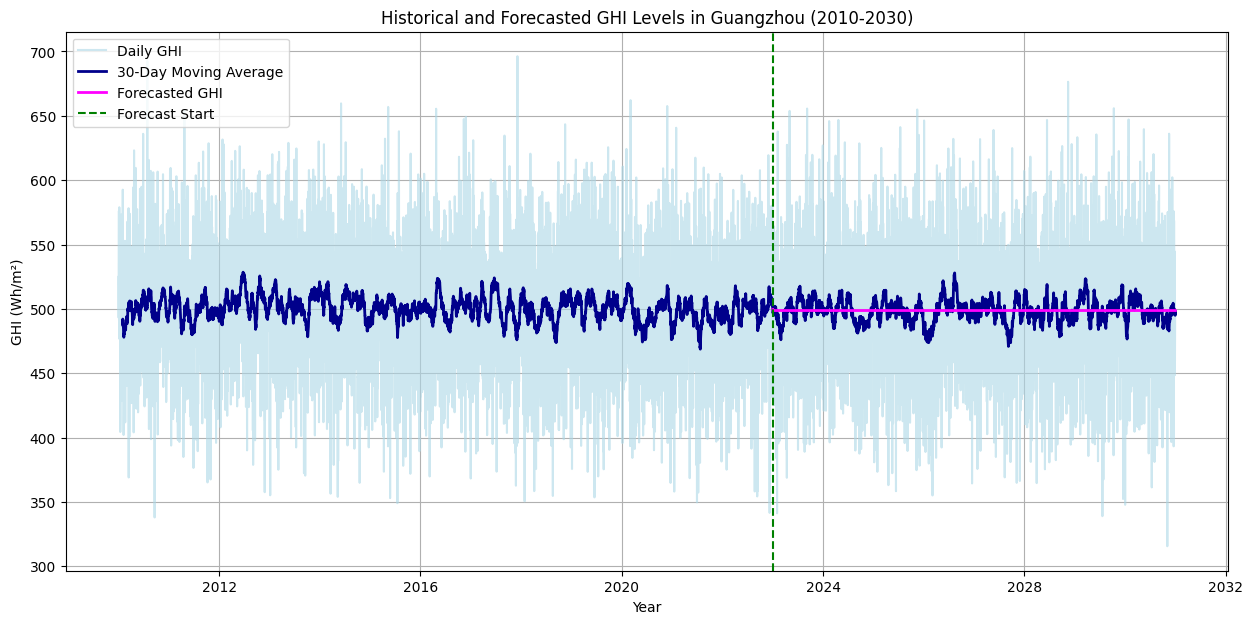 Historical and Forecasted GHI Levels in Guangzhou (2010-2030)
Daily GHI
30-Day Moving Average
Forecasted GHI
Forecast Start
GHI (Wh/m²)
700
650
600
550
500
450
400
350
300
2012
2016
2020
2024
2028
2032
Year